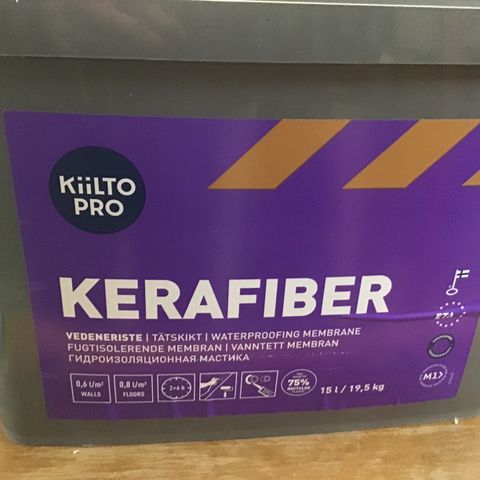 KiiLTO
PRO
KERAFIBER
VEDENERISTE | TÄTSKIKT | WATERPROOFING MEMBRANE
FUGTISOLERENDE MEMBRAN | VANNTETT MEMBRAN
ГИДРОИЗОЛЯЦИОННАЯ МАСТИКА
0,6 l/m²
WALLS
0,8 l/m²
FLOORS
2+6 h
75%
RECYCLED
15 l / 19,5 kg
M1